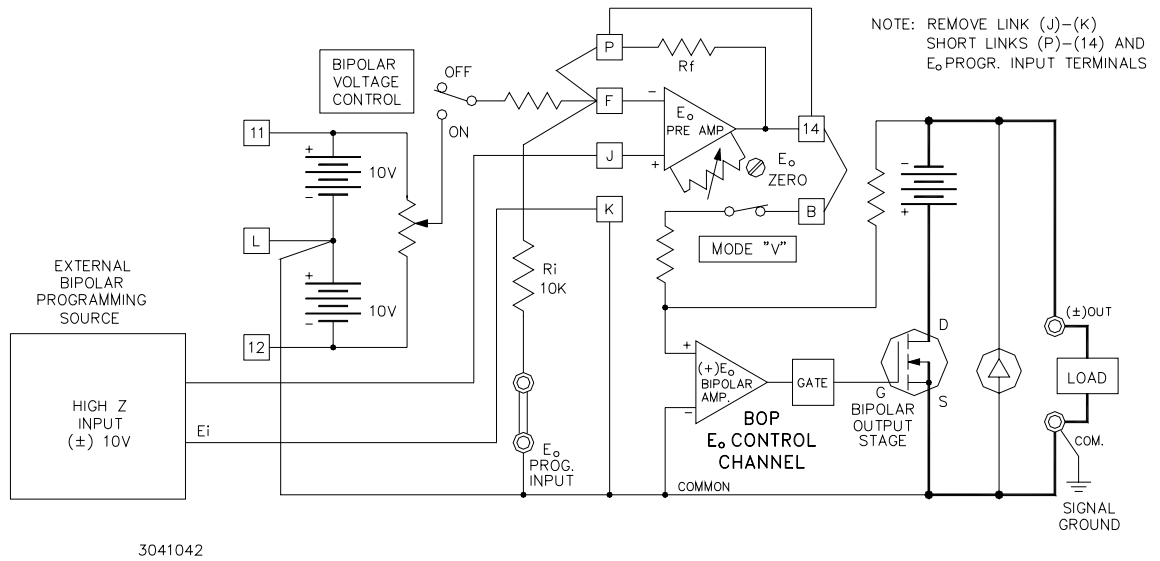 NOTE: REMOVE LINK (J)-(K)
SHORT LINKS (P)-(14) AND
Eo PROGR. INPUT TERMINALS
BIPOLAR
VOLTAGE
CONTROL
OFF
ON
P
Rf
F
-
Eo
PRE AMP
14
J
+
Eo
ZERO
K
B
MODE "V"
11
+
10V
-
L
+
10V
-
12
-
+
Ri
10K
EXTERNAL
BIPOLAR
PROGRAMMING
SOURCE
HIGH Z
INPUT
(±) 10V
Ei
Eo
PROG.
INPUT
+
(+)Eo
BIPOLAR
AMP.
-
GATE
BOP
Eo CONTROL
CHANNEL
D
G
S
BIPOLAR
OUTPUT
STAGE
(±)OUT
LOAD
COM.
COMMON
SIGNAL
GROUND
3041042